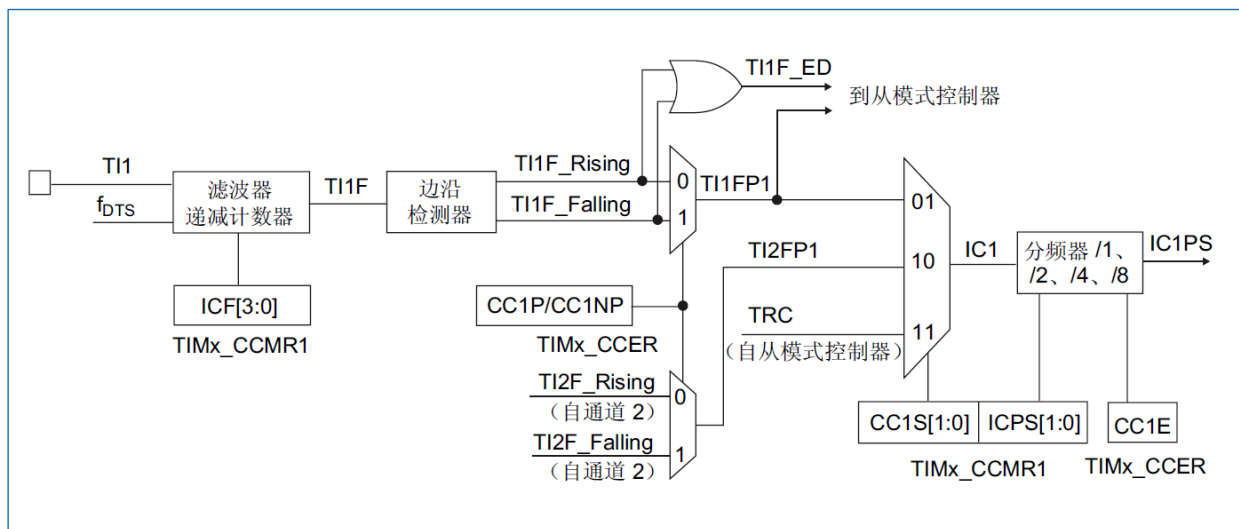 TI1F_ED
到从模式控制器
TI1
fDTS
滤波器
递减计数器
TI1F
边沿
检测器
TI1F_Rising
TI1F_Falling
0
1
TI1FP1
01
TI2FP1
10
IC1
分频器 /1、
/2、/4、/8
IC1PS
ICF[3:0]
TIMx_CCMR1
CC1P/CC1NP
TIMx_CCER
TRC
(自从模式控制器)
11
TI2F_Rising
(自通道 2)
0
TI2F_Falling
(自通道 2)
1
CC1S[1:0]
ICPS[1:0]
TIMx_CCMR1
CC1E
TIMx_CCER